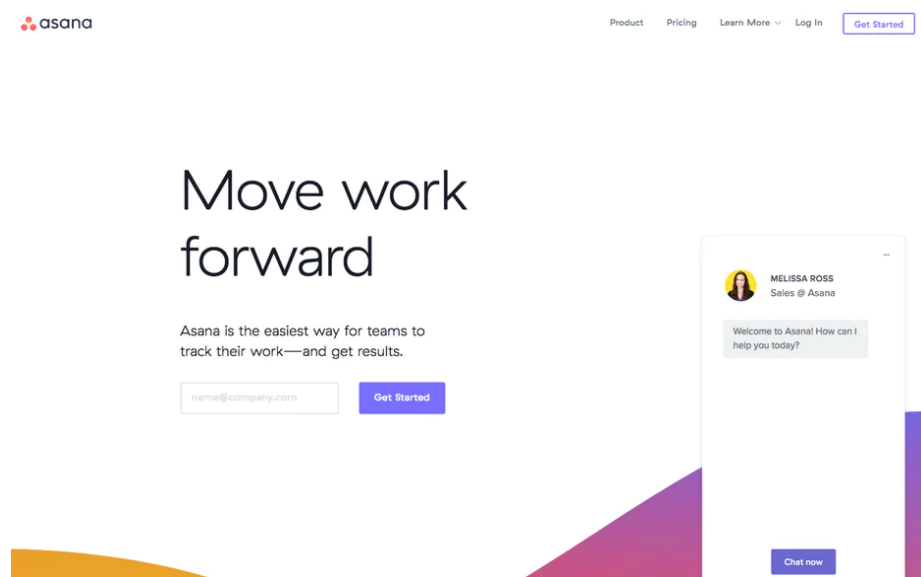 asana
Product Pricing Learn More Log In Get Started
Move work
forward
Asana is the easiest way for teams to
track their work—and get results.
name@company.com
Get Started
MELISSA ROSS
Sales @ Asana
Welcome to Asana! How can I
help you today?
Chat now